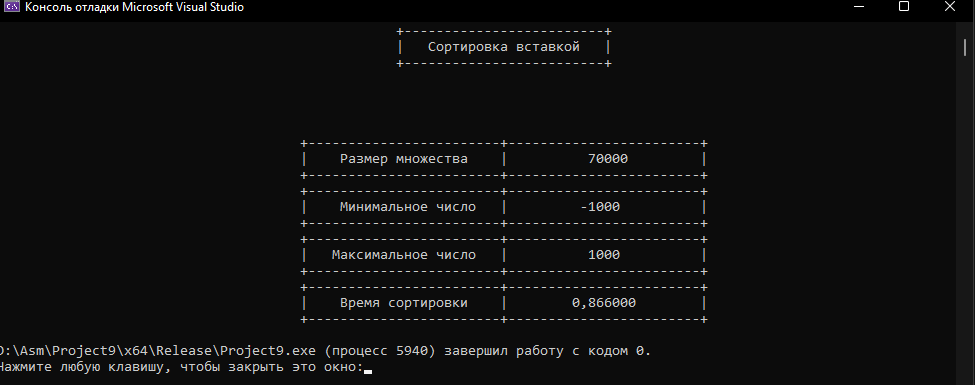 Консоль отладки Microsoft Visual Studio
+-------------------------+
| Сортировка вставкой |
+-------------------------+
+------------------------+------------------------+
| Размер множества | 70000 |
+------------------------+------------------------+
+------------------------+------------------------+
| Минимальное число | -1000 |
+------------------------+------------------------+
+------------------------+------------------------+
| Максимальное число | 1000 |
+------------------------+------------------------+
+------------------------+------------------------+
| Время сортировки | 0,866000 |
+------------------------+------------------------+
D:\Asm\Project9\x64\Release\Project9.exe (процесс 5940) завершил работу с кодом 0.
Нажмите любую клавишу, чтобы закрыть это окно: